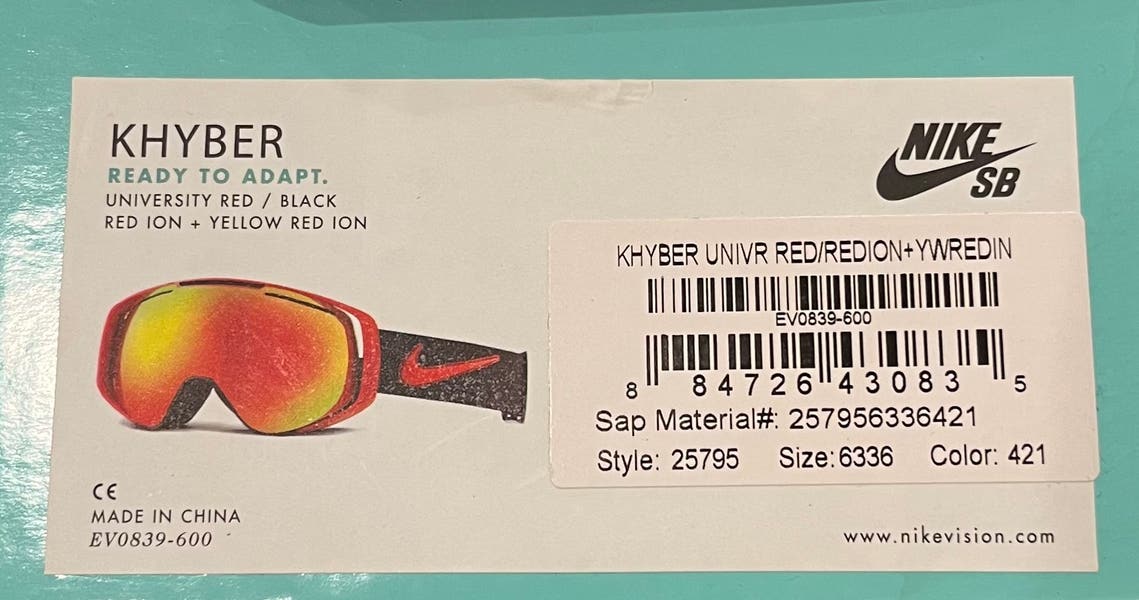 KHYBER
READY TO ADAPT.
UNIVERSITY RED / BLACK
RED ION + YELLOW RED ION
NIKE
SB
KHYBER UNIVR RED/REDION+YWREDIN
EV0839-600
8 84726 43083 5
Sap Material#: 257956336421
Style: 25795 Size:6336 Color: 421
CE
MADE IN CHINA
EV0839-600
www.nikevision.com